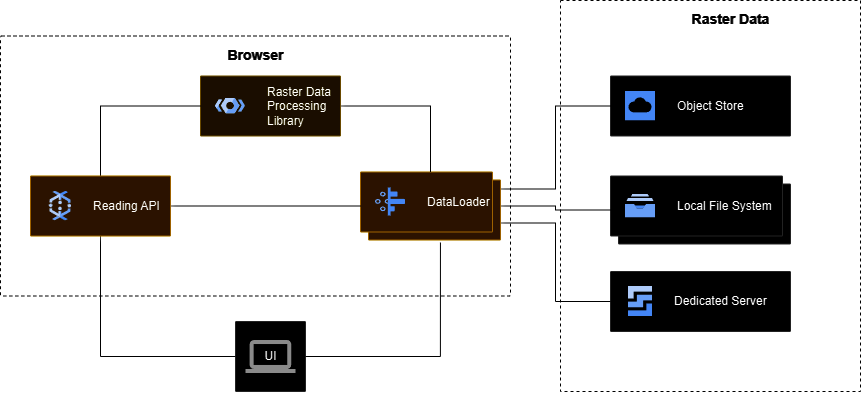 Raster Data
Browser
Raster Data
Processing
Library
Object Store
Reading API
DataLoader
Local File System
Dedicated Server
UI